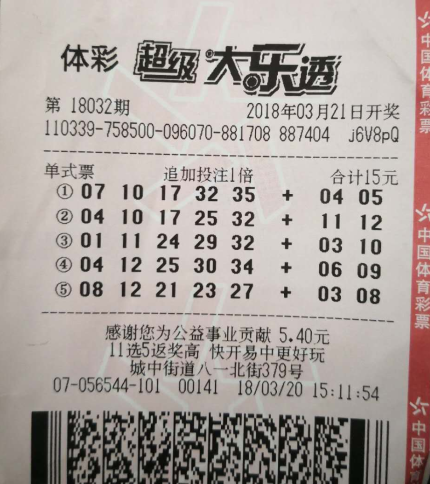 体彩 超级大乐透
第 18032期 2018年03月21日开奖
110339-758500-096070-881708 887404 j6V8pQ
单式票 追加投注1倍 合计15元
① 07 10 17 32 35 + 04 05
② 04 10 17 25 32 + 11 12
③ 01 11 24 29 32 + 03 10
④ 04 12 25 30 34 + 06 09
⑤ 08 12 21 23 27 + 03 08
感谢您为公益事业贡献 5.40元
11选5返奖高 快开易中更好玩
城中街道八一北街379号
07-056544-101 00141 18/03/20 15:11:54
中国体育彩票
中国体育彩票
中国体育